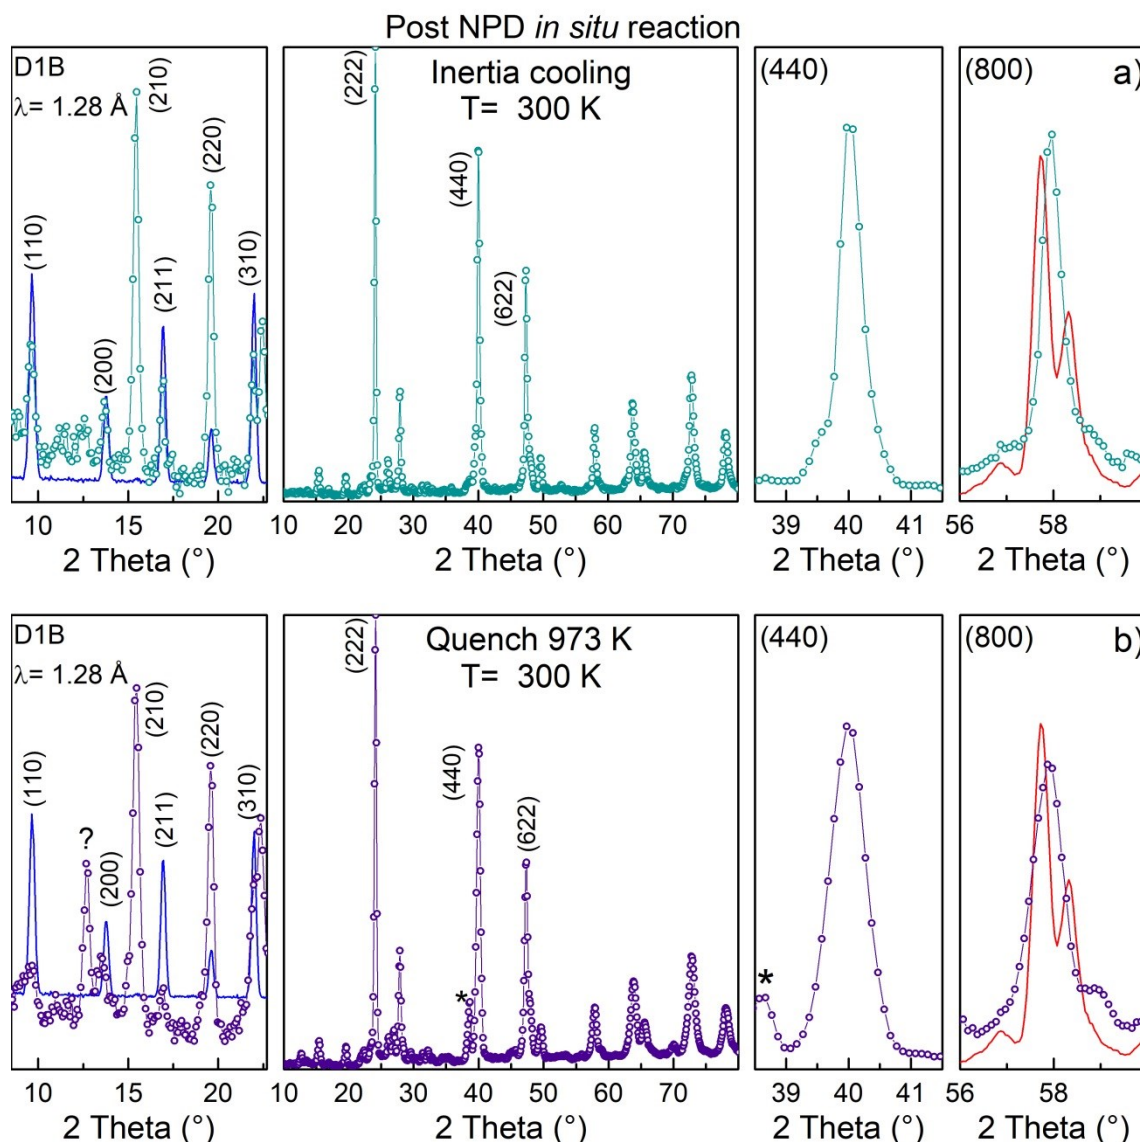 Post NPD in situ reaction
D1B
λ= 1.28 Å
(110)
(200)
(210)
(211)
(220)
(310)
10 15 20
2 Theta (°)
Inertia cooling
T= 300 K
(222)
(440)
(622)
10 20 30 40 50 60 70
2 Theta (°)
(440)
39 40 41
2 Theta (°)
(800)
a)
56 58
2 Theta (°)
D1B
λ= 1.28 Å
(110)
?
(200)
(210)
(211)
(220)
(310)
10 15 20
2 Theta (°)
Quench 973 K
T= 300 K
(222)
*
(440)
(622)
10 20 30 40 50 60 70
2 Theta (°)
(440)
*
39 40 41
2 Theta (°)
(800)
b)
56 58
2 Theta (°)